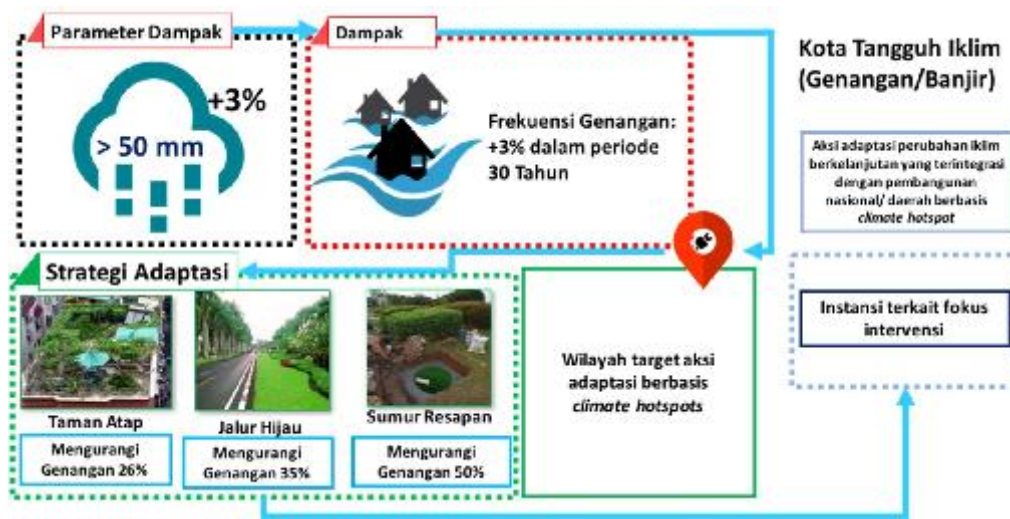 Parameter Dampak
+3%
> 50 mm
Dampak
Frekuensi Genangan:
+3% dalam periode
30 Tahun
Kota Tangguh Iklim
(Genangan/Banjir)
Aksi adaptasi perubahan iklim
berkelanjutan yang terintegrasi
dengan pembangunan
nasional/ daerah berbasis
climate hotspot
Strategi Adaptasi
Taman Atap
Mengurangi
Genangan 26%
Jalur Hijau
Mengurangi
Genangan 35%
Sumur Resapan
Mengurangi
Genangan 50%
Wilayah target aksi
adaptasi berbasis
climate hotspots
Instansi terkait fokus
intervensi